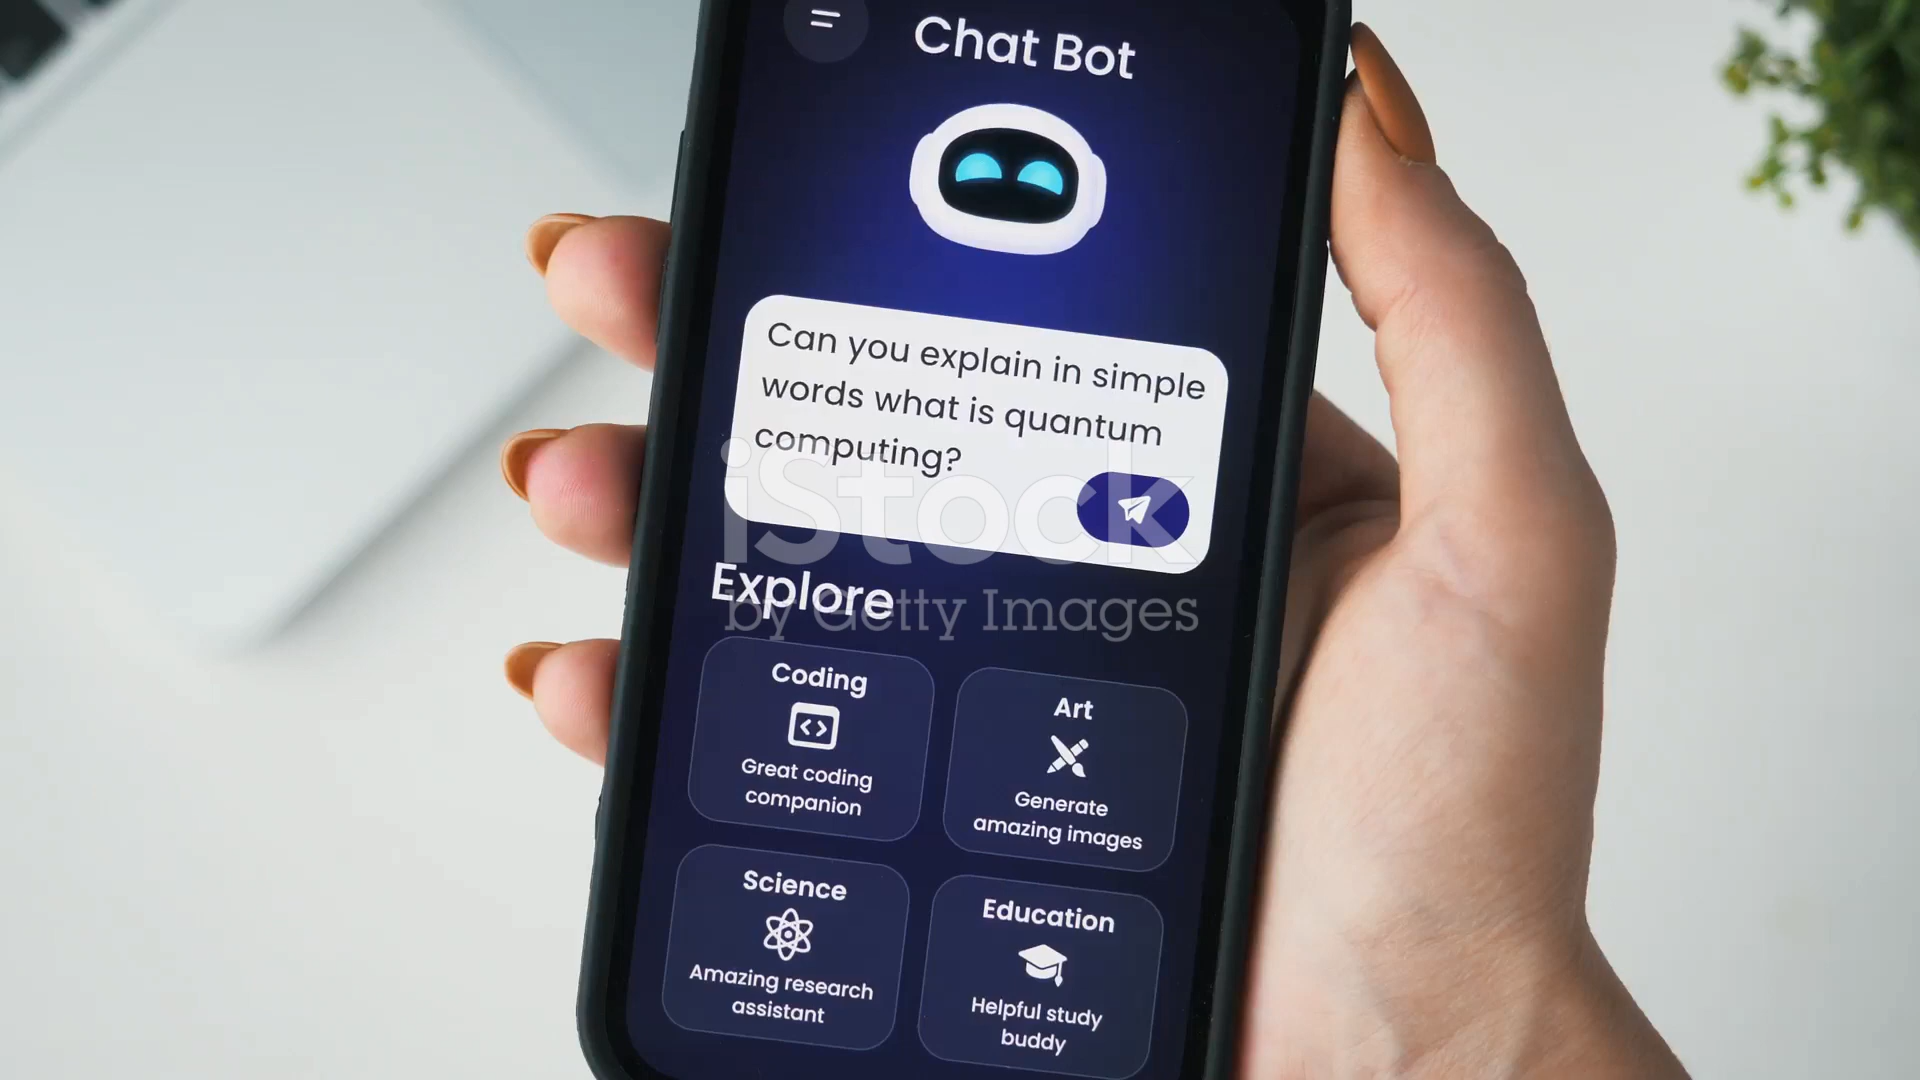 Chat Bot
Can you explain in simple
words what is quantum
computing?
iStock
by Getty Images
Explore
Coding
Great coding
companion
Art
Generate
amazing images
Science
Amazing research
assistant
Education
Helpful study
buddy